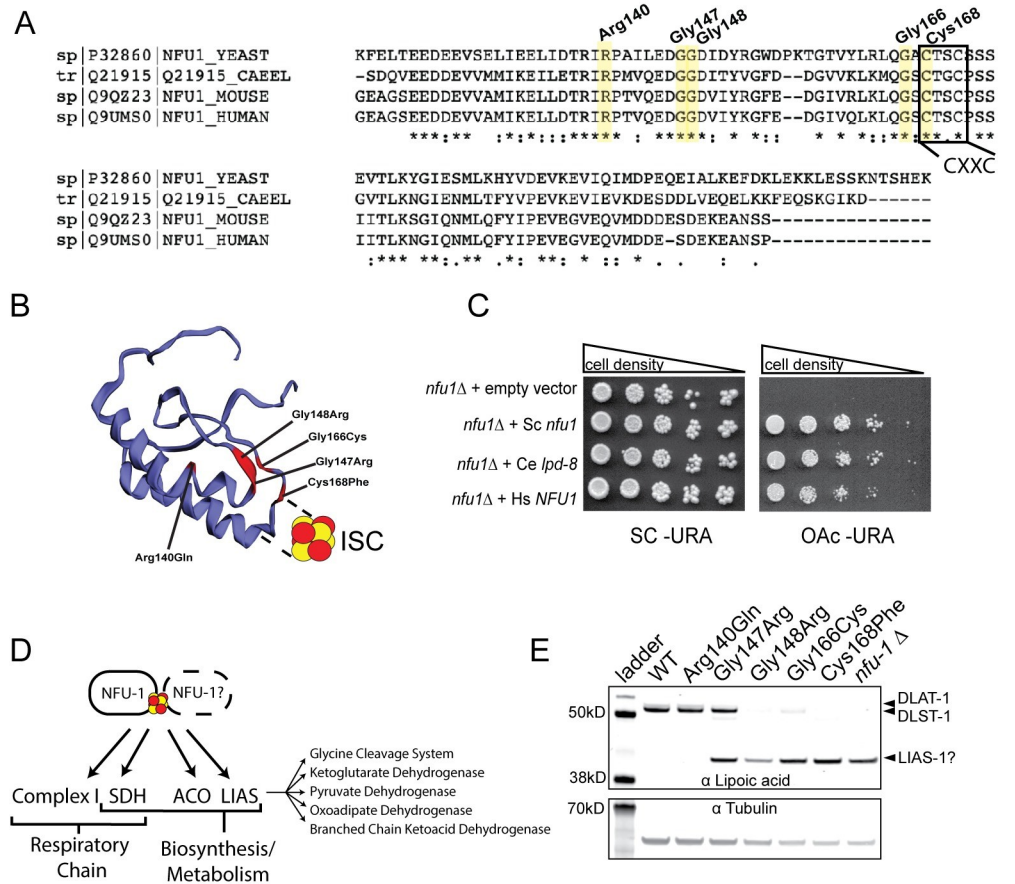 A
Arg140 Gly147 Gly148 Gly166 Cys168
sp|P32860|NFU1_YEAST KFELTEEDEEVSELIEELIDTRIRPAILEDGGDIDYRGWDPKTGTVYLRLQGACTSCSSS
tr|Q21915|Q21915_CAEEL -SDQVEEDDEVVMMIKEILETRIRPMVQEDGGDITYVGFD--DGVVKLKMQGSCTGCPSS
sp|Q9QZ23|NFU1_MOUSE GEAGSEEDDEVVAMIKELLDTRIRPTVQEDGGDVIYRGFE--DGIVRLKLQGSCTSCPSS
sp|Q9UMS0|NFU1_HUMAN GEAGSEEDDEVVAMIKELLDTRIRPTVQEDGGDVIYKGFE--DGIVQLKLQGSCTSCPSS
CXXC
sp|P32860|NFU1_YEAST EVTLKYGIESMLKHYVDEVKEVIQIMDPEQEIALKEFDKLEKKLESSKNTSHEK
tr|Q21915|Q21915_CAEEL GVTLKNGIENMLTFYVPEVKEVIEVKDESDDLVEQELKKFEQSKGIKD------
sp|Q9QZ23|NFU1_MOUSE IITLKSGIQNMLQFYIPEVEGVEQVMDDDESDEKEANSS---------------
sp|Q9UMS0|NFU1_HUMAN IITLKNGIQNMLQFYIPEVEGVEQVMDDE-SDEKEANSP---------------
B
Gly148Arg
Gly166Cys
Gly147Arg
Cys168Phe
Arg140Gln
ISC
C
cell density
cell density
nfu1Δ + empty vector
nfu1Δ + Sc nfu1
nfu1Δ + Ce lpd-8
nfu1Δ + Hs NFU1
SC -URA
OAc -URA
D
NFU-1
NFU-1?
Complex I SDH ACO LIAS
Respiratory
Chain
Biosynthesis/
Metabolism
Glycine Cleavage System
Ketoglutarate Dehydrogenase
Pyruvate Dehydrogenase
Oxoadipate Dehydrogenase
Branched Chain Ketoacid Dehydrogenase
E
ladder
WT
Arg140Gln
Gly147Arg
Gly148Arg
Gly166Cys
Cys168Phe
nfu-1 Δ
50kD
38kD
70kD
DLAT-1
DLST-1
LIAS-1?
α Lipoic acid
α Tubulin